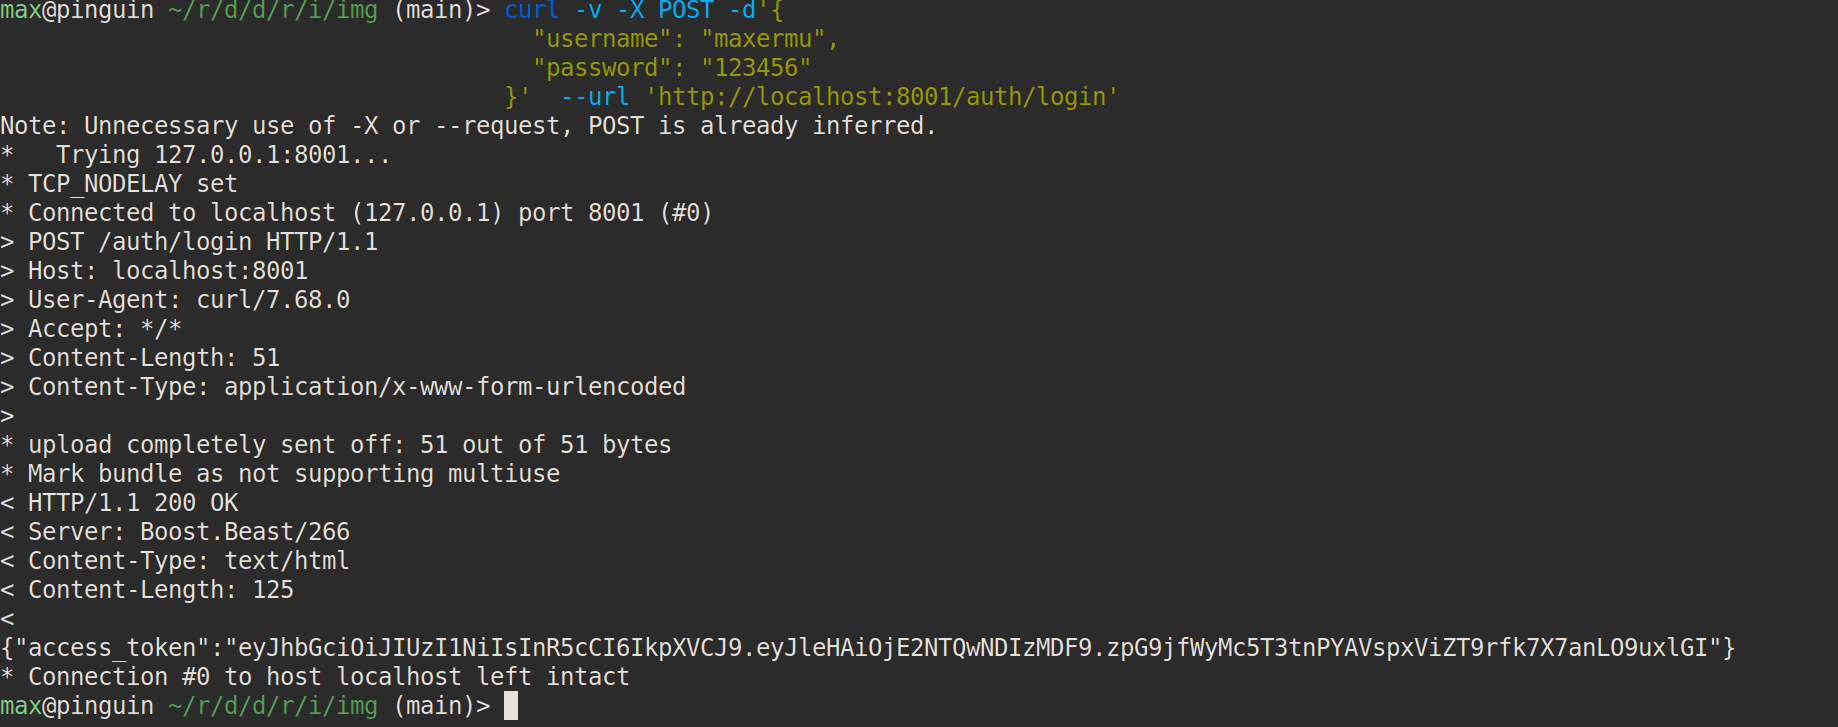 max@pinguin ~/r/d/d/r/i/img (main)> curl -v -X POST -d'{
"username": "maxermu",
"password": "123456"
}'  --url 'http://localhost:8001/auth/login'
Note: Unnecessary use of -X or --request, POST is already inferred.
*   Trying 127.0.0.1:8001...
* TCP_NODELAY set
* Connected to localhost (127.0.0.1) port 8001 (#0)
> POST /auth/login HTTP/1.1
> Host: localhost:8001
> User-Agent: curl/7.68.0
> Accept: */*
> Content-Length: 51
> Content-Type: application/x-www-form-urlencoded
>
* upload completely sent off: 51 out of 51 bytes
* Mark bundle as not supporting multiuse
< HTTP/1.1 200 OK
< Server: Boost.Beast/266
< Content-Type: text/html
< Content-Length: 125
<
{"access_token":"eyJhbGciOiJIUzI1NiIsInR5cCI6IkpXVCJ9.eyJleHAiOjE2NTQwNDIzMDF9.zpG9jfWyMc5T3tnPYAVspxViZT9rfk7X7anLO9uxlGI"}
* Connection #0 to host localhost left intact
max@pinguin ~/r/d/d/r/i/img (main)>